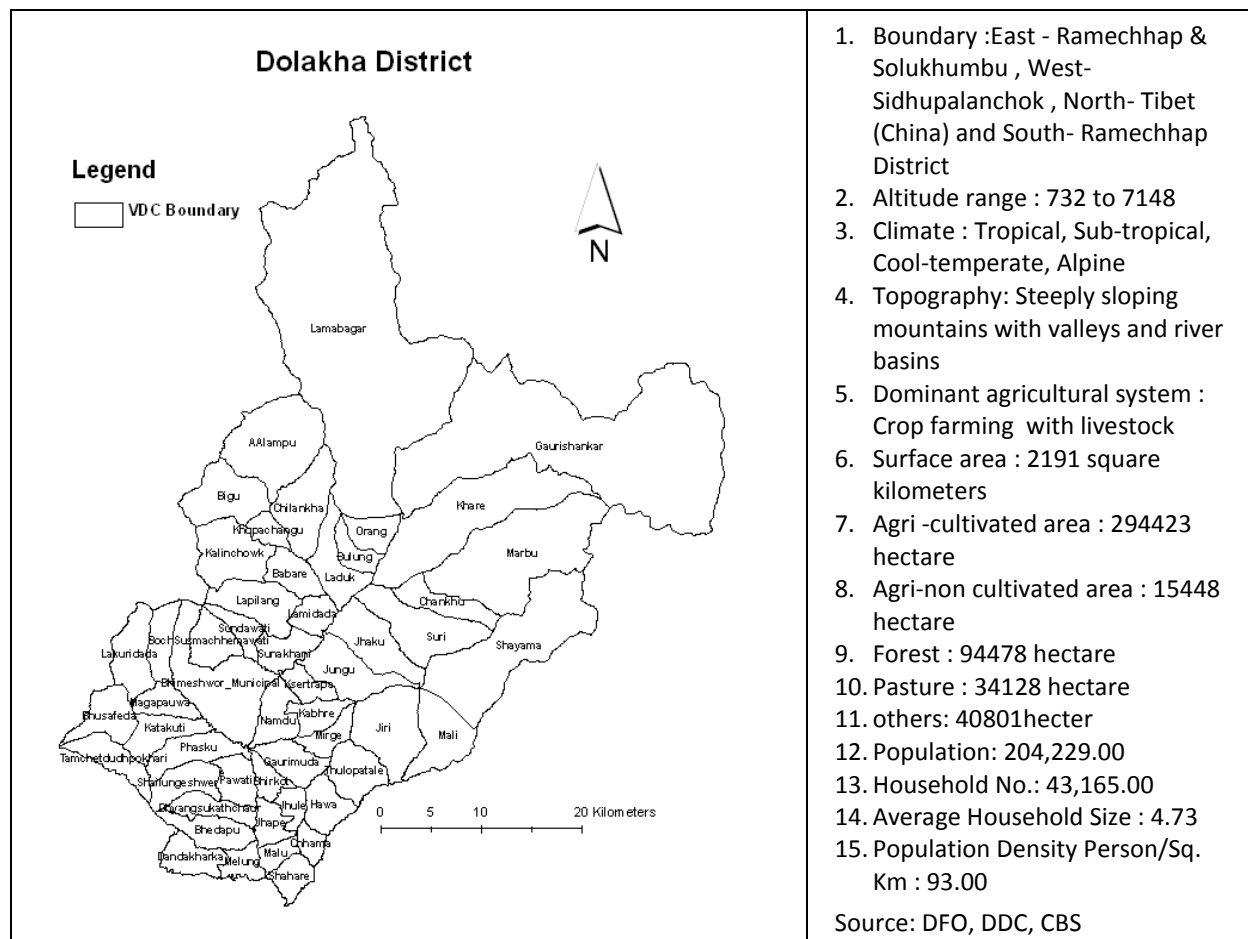 Dolakha District
Legend
VDC Boundary
N
Lamabagar
AAlampu
Gaurishankar
Bigu
Chilankha
Khare
Khopachangu
Orang
Kalinchowk
Bulung
Marbu
Babare
Laduk
Lapilang
Chankhu
Lamidada
Sundawati
Suri
Boch
Susmachhemawati
Jhaku
Shayama
Lakuridada
Sunakhani
Jungu
Bhimeshwor_Municipal
Ksertrapa
Magapauwa
Bhusafeda
Kabhre
Katakuti
Namdu
Jiri
Mali
Mirge
Phasku
Tamchetdudhpokhari
Gaurimuda
Thulopatale
Shailungeshwer
Pawati
Bhirkot
Bhyangsukathchaur
Jhule
Hawa
Jhape
Bhedapu
Chhama
Dandakharka
Malu
Melung
Shahare
0 5 10 20 Kilometers
1. Boundary :East - Ramechhap &
Solukhumbu , West-
Sidhupalanchok , North- Tibet
(China) and South- Ramechhap
District
2. Altitude range : 732 to 7148
3. Climate : Tropical, Sub-tropical,
Cool-temperate, Alpine
4. Topography: Steeply sloping
mountains with valleys and river
basins
5. Dominant agricultural system :
Crop farming with livestock
6. Surface area : 2191 square
kilometers
7. Agri -cultivated area : 294423
hectare
8. Agri-non cultivated area : 15448
hectare
9. Forest : 94478 hectare
10. Pasture : 34128 hectare
11. others: 40801hecter
12. Population: 204,229.00
13. Household No.: 43,165.00
14. Average Household Size : 4.73
15. Population Density Person/Sq.
Km : 93.00
Source: DFO, DDC, CBS